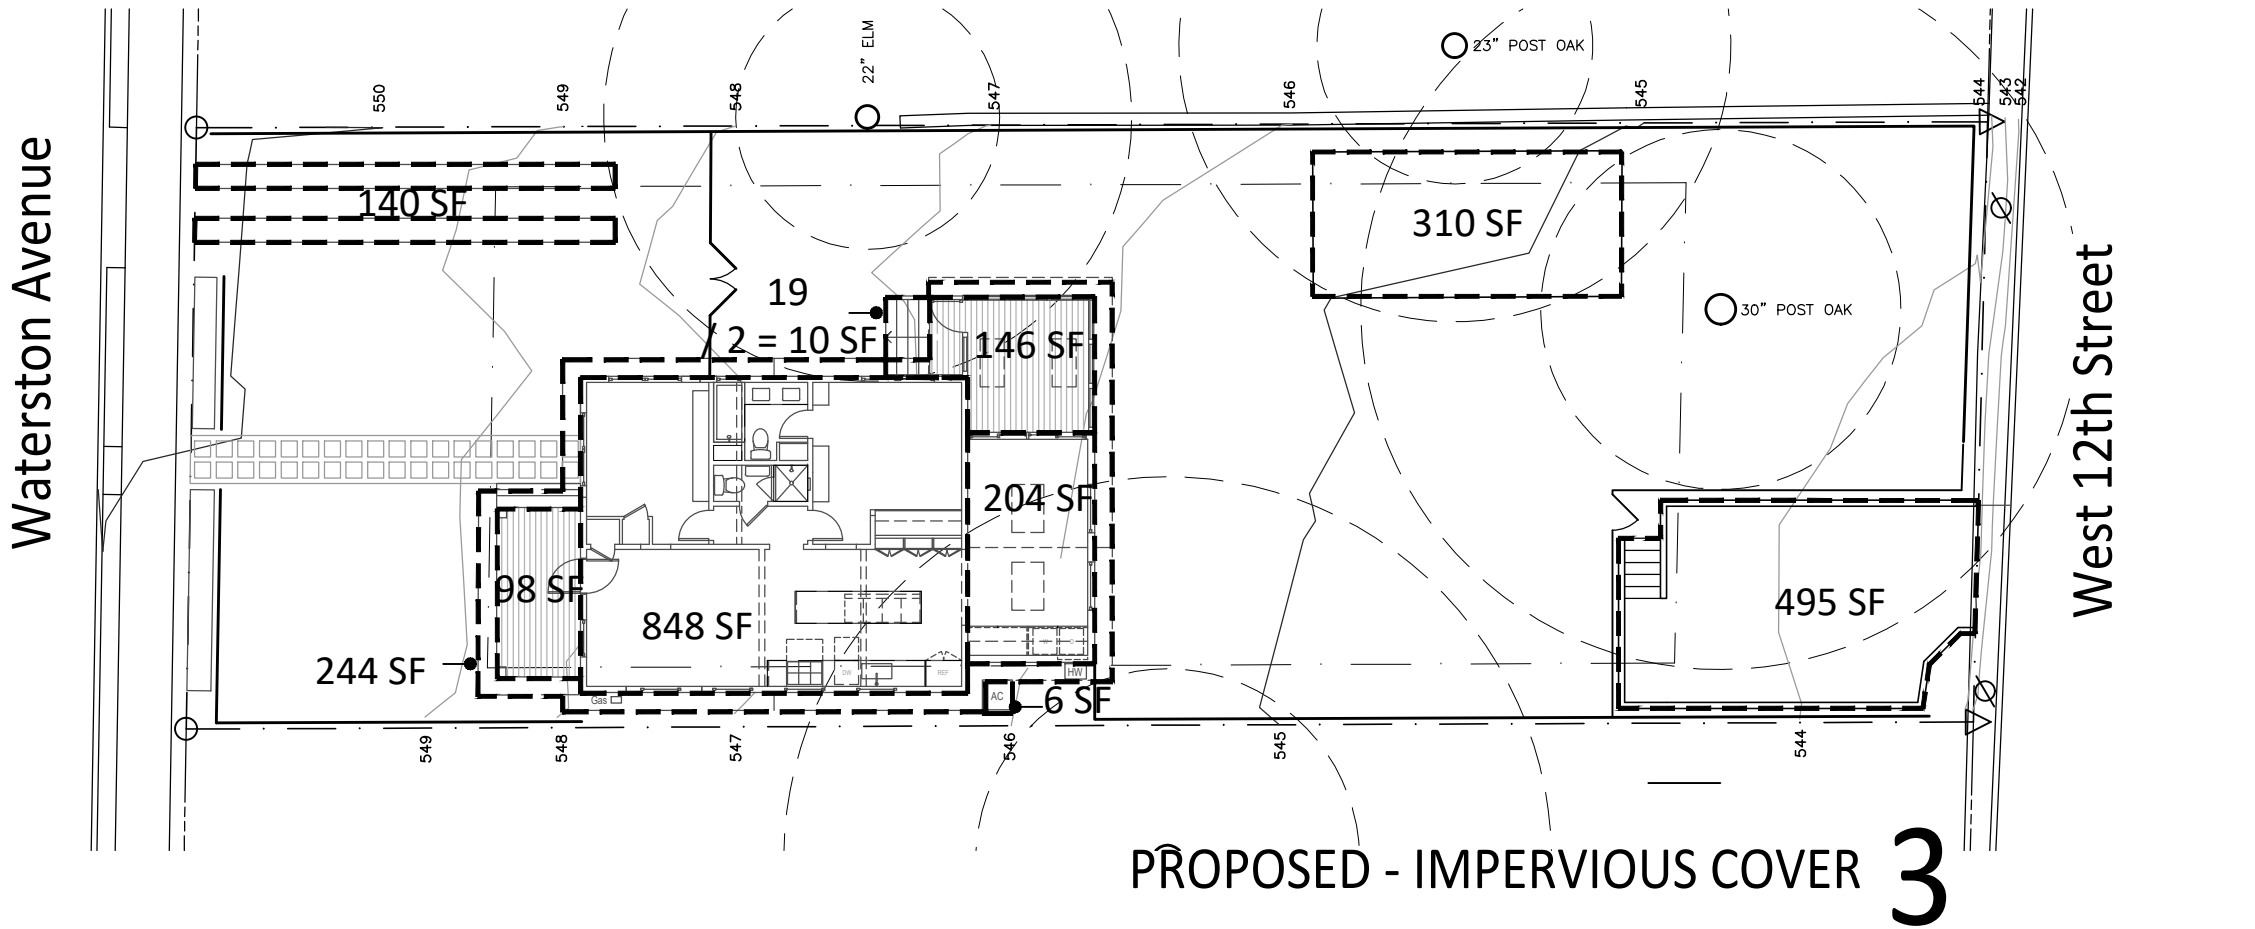 22" ELM
23" POST OAK
550
549
548
547
546
545
544
543
542
Waterston Avenue
140 SF
310 SF
30" POST OAK
West 12th Street
19
/ 2 = 10 SF
146 SF
204 SF
98 SF
848 SF
495 SF
244 SF
DW
REF
HW
Gas
AC
6 SF
549
548
547
546
545
544
PROPOSED - IMPERVIOUS COVER
3